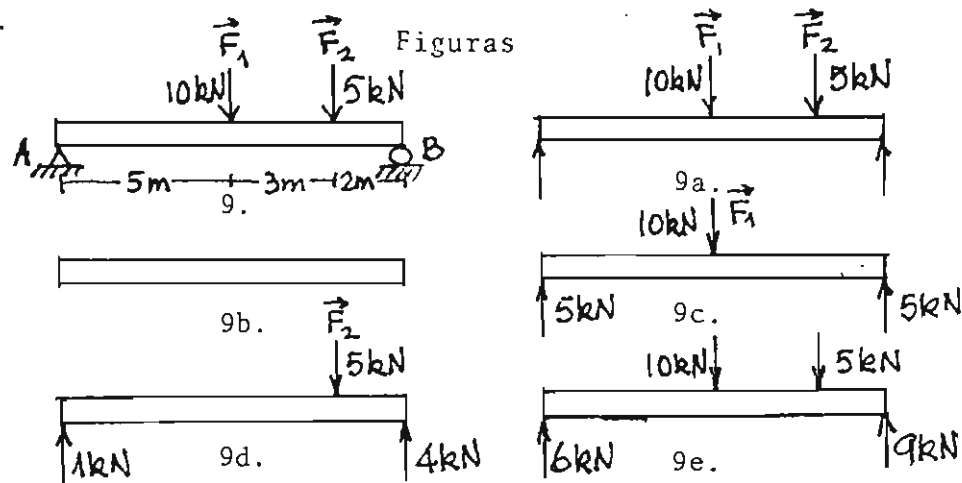 Figuras
F₁ F₂
10kN 5kN
A B
5m 3m 2m
9.
F₁ F₂
10kN 5kN
9a.
9b.
10kN F₁
5kN 5kN
9c.
F₂
5kN
1kN 4kN
9d.
10kN 5kN
6kN 9kN
9e.